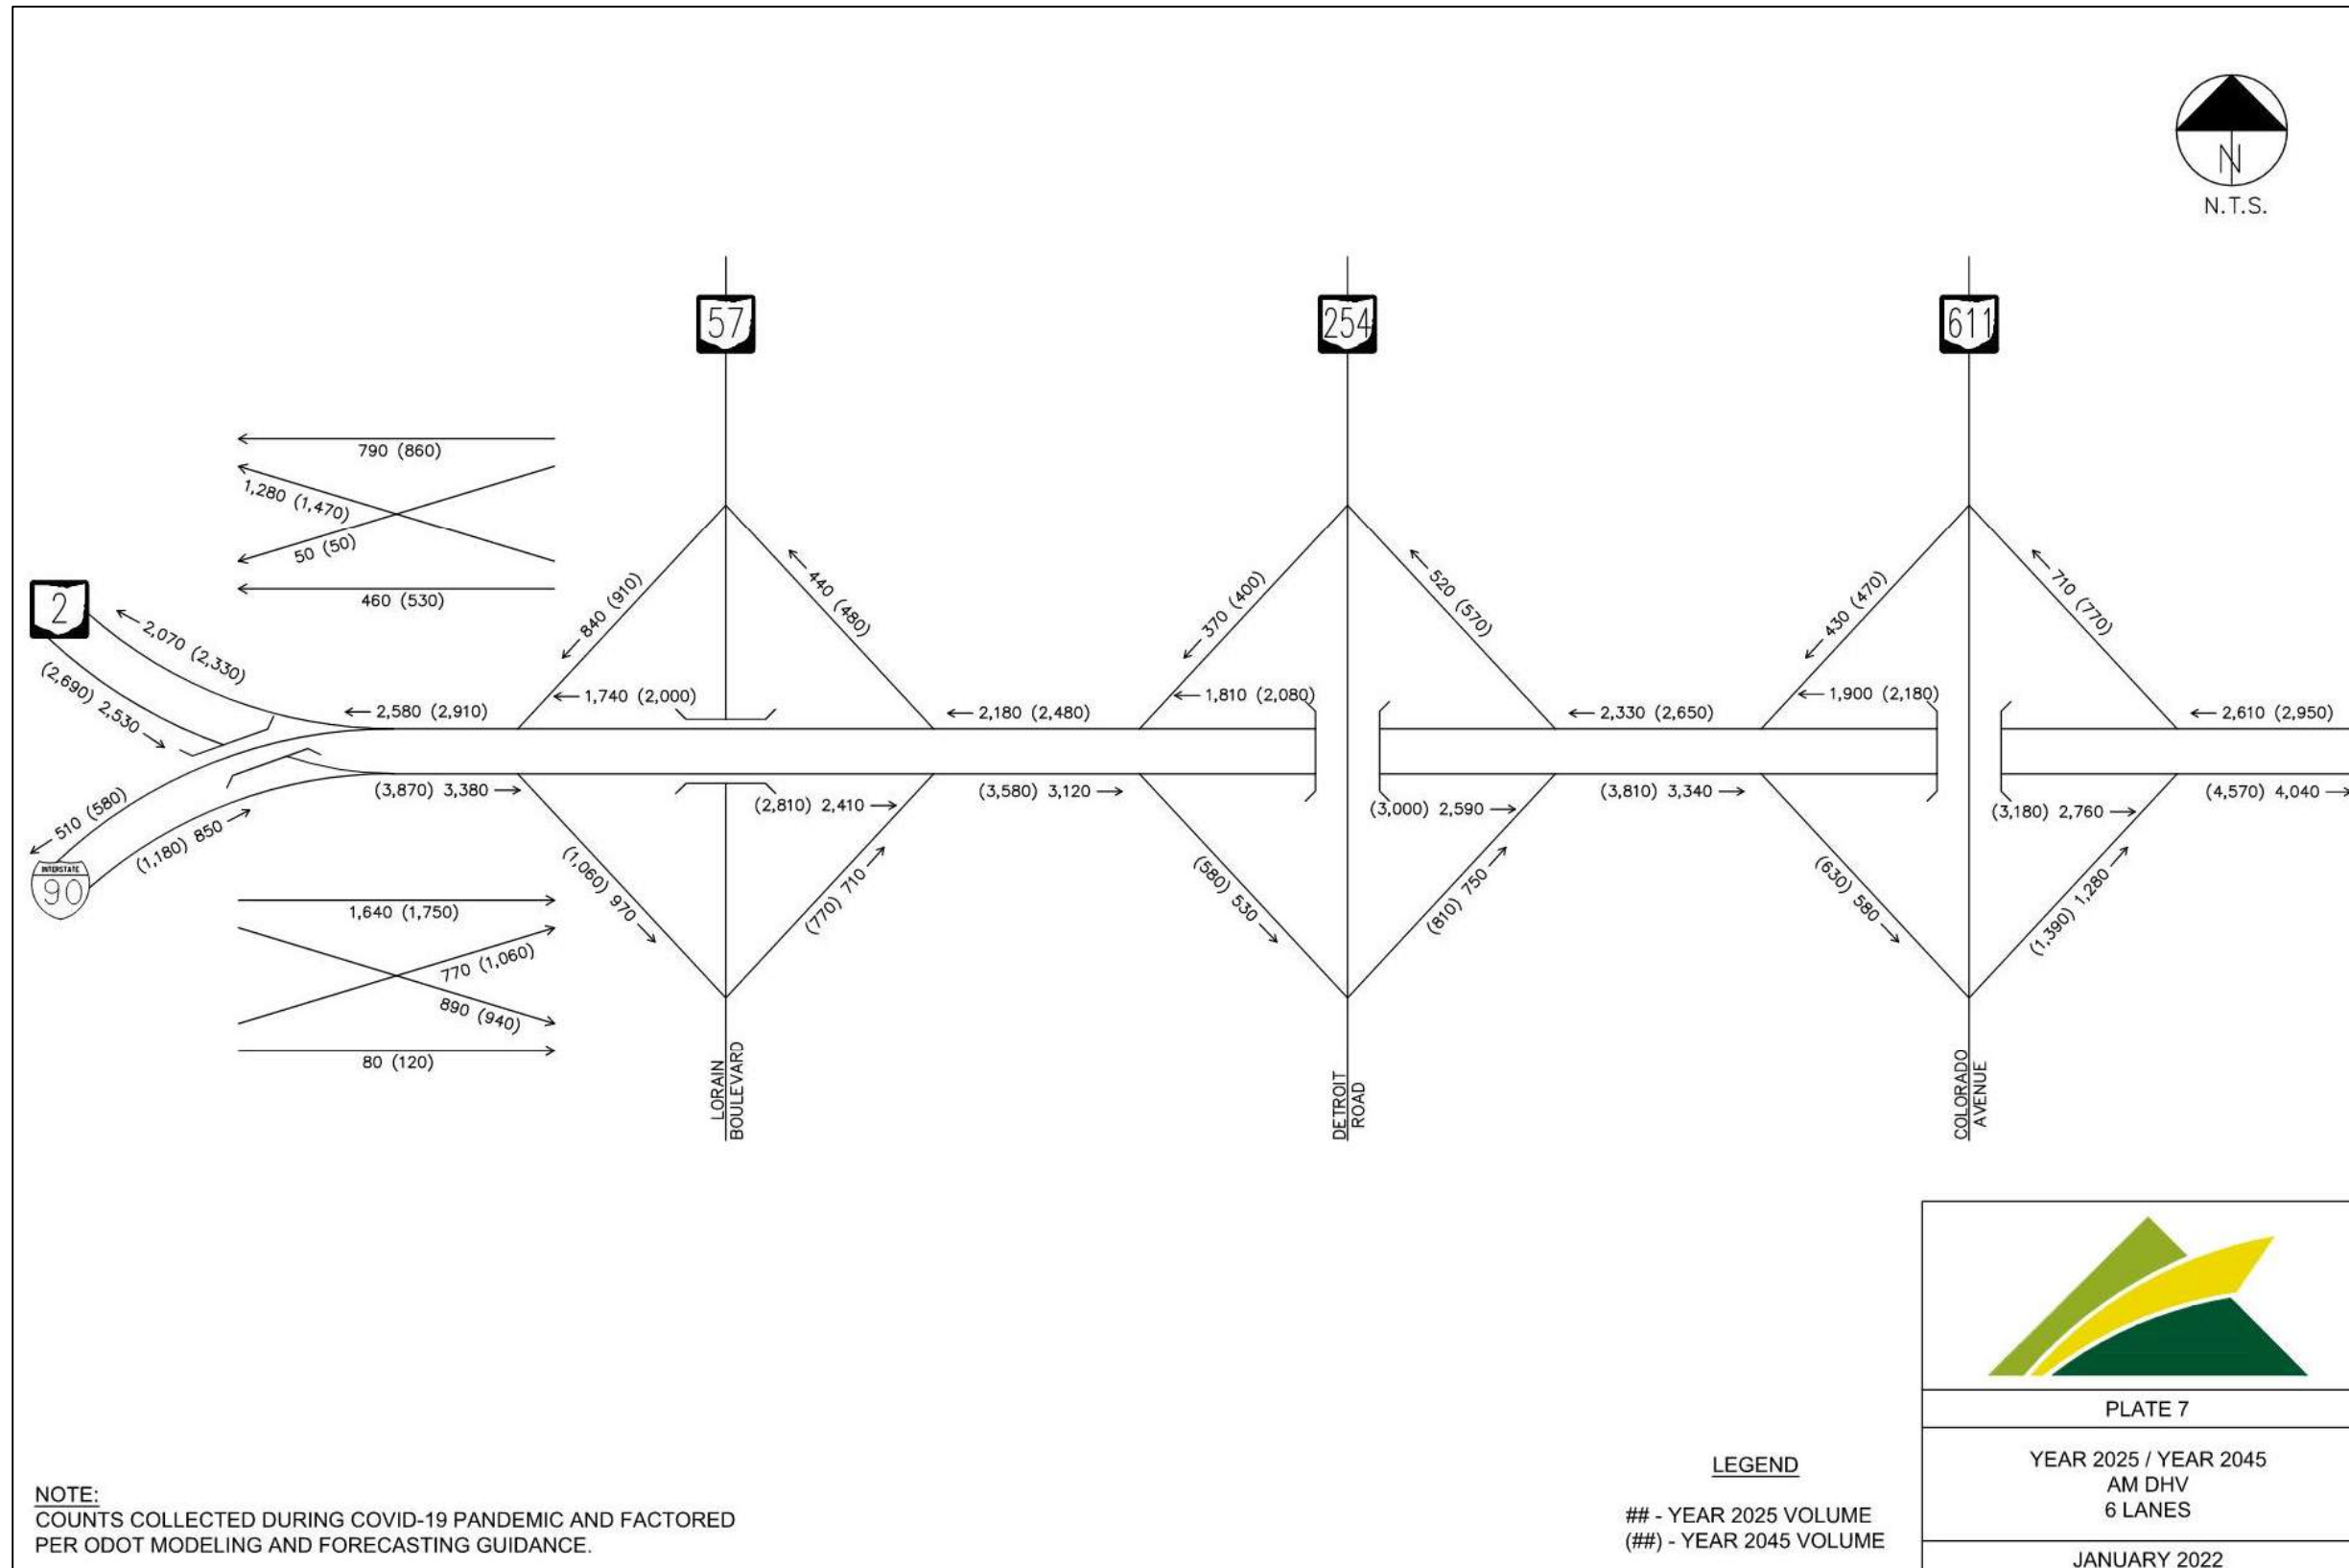 N
N.T.S.
57
254
611
790 (860)
1,280 (1,470)
50 (50)
460 (530)
2
2,070 (2,330)
(2,690) 2,530
840 (910)
440 (480)
370 (400)
520 (570)
430 (470)
710 (770)
2,580 (2,910)
1,740 (2,000)
2,180 (2,480)
1,810 (2,080)
2,330 (2,650)
1,900 (2,180)
2,610 (2,950)
510 (580)
(1,180) 850
INTERSTATE
90
(3,870) 3,380
(2,810) 2,410
(3,580) 3,120
(3,000) 2,590
(3,810) 3,340
(3,180) 2,760
(4,570) 4,040
(1,060) 970
(770) 710
(580) 530
(810) 750
(630) 580
(1,390) 1,280
1,640 (1,750)
770 (1,060)
890 (940)
80 (120)
LORAIN
BOULEVARD
DETROIT
ROAD
COLORADO
AVENUE
NOTE:
COUNTS COLLECTED DURING COVID-19 PANDEMIC AND FACTORED
PER ODOT MODELING AND FORECASTING GUIDANCE.
LEGEND
## - YEAR 2025 VOLUME
(##) - YEAR 2045 VOLUME
PLATE 7
YEAR 2025 / YEAR 2045
AM DHV
6 LANES
JANUARY 2022